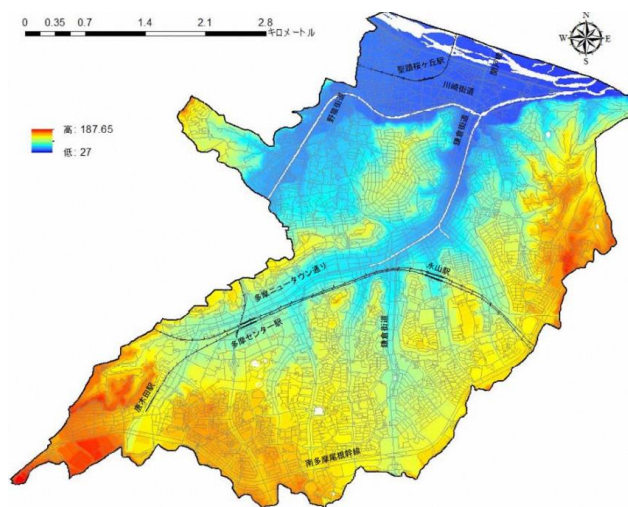 0 0.35 0.7 1.4 2.1 2.8
キロメートル
N
W E
S
高: 187.65
低: 27
聖蹟桜ヶ丘駅
川崎街道
野猿街道
鎌倉街道
多摩ニュータウン通り
永山駅
多摩センター駅
鎌倉街道
唐木田駅
南多摩尾根幹線